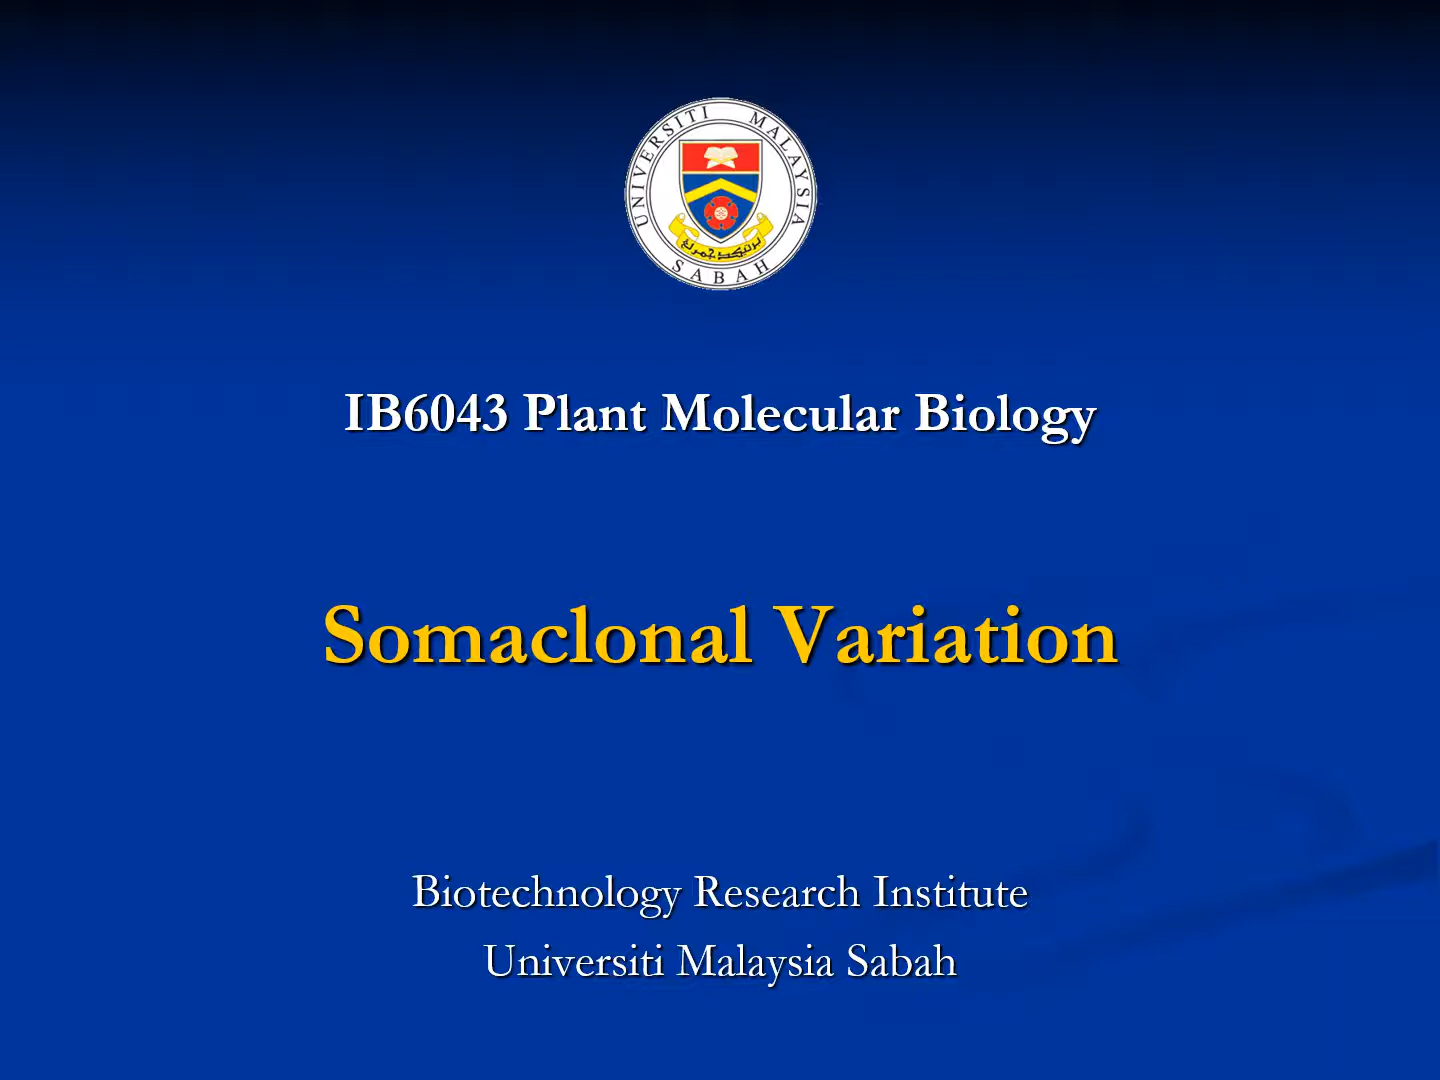 UNIVERSITI MALAYSIA
SABAH
IB6043 Plant Molecular Biology
Somaclonal Variation
Biotechnology Research Institute
Universiti Malaysia Sabah